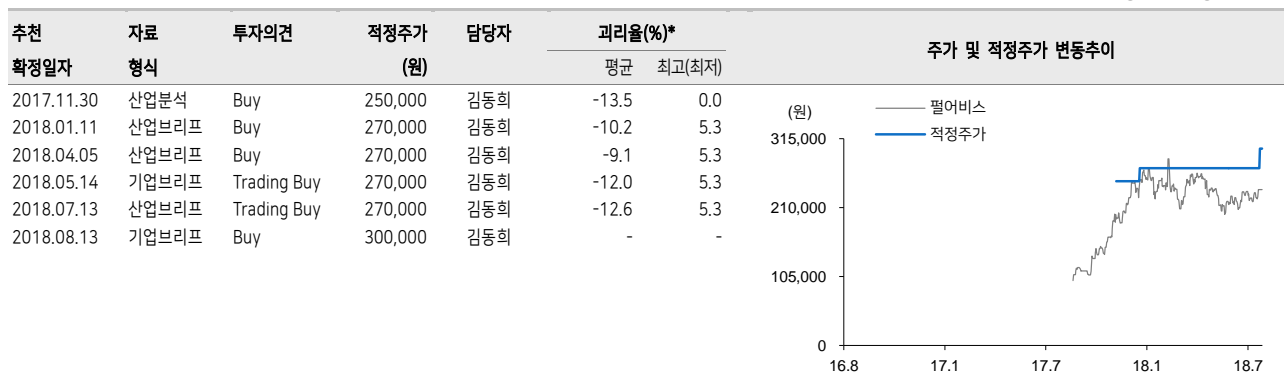 추천 자료 투자의견 적정주가 담당자 괴리율(%)*
확정일자 형식 (원) 평균 최고(최저)
2017.11.30 산업분석 Buy 250,000 김동희 -13.5 0.0
2018.01.11 산업브리프 Buy 270,000 김동희 -10.2 5.3
2018.04.05 산업브리프 Buy 270,000 김동희 -9.1 5.3
2018.05.14 기업브리프 Trading Buy 270,000 김동희 -12.0 5.3
2018.07.13 산업브리프 Trading Buy 270,000 김동희 -12.6 5.3
2018.08.13 기업브리프 Buy 300,000 김동희 - -
주가 및 적정주가 변동추이
(원)
펄어비스
적정주가
315,000
210,000
105,000
0
16.8 17.1 17.7 18.1 18.7